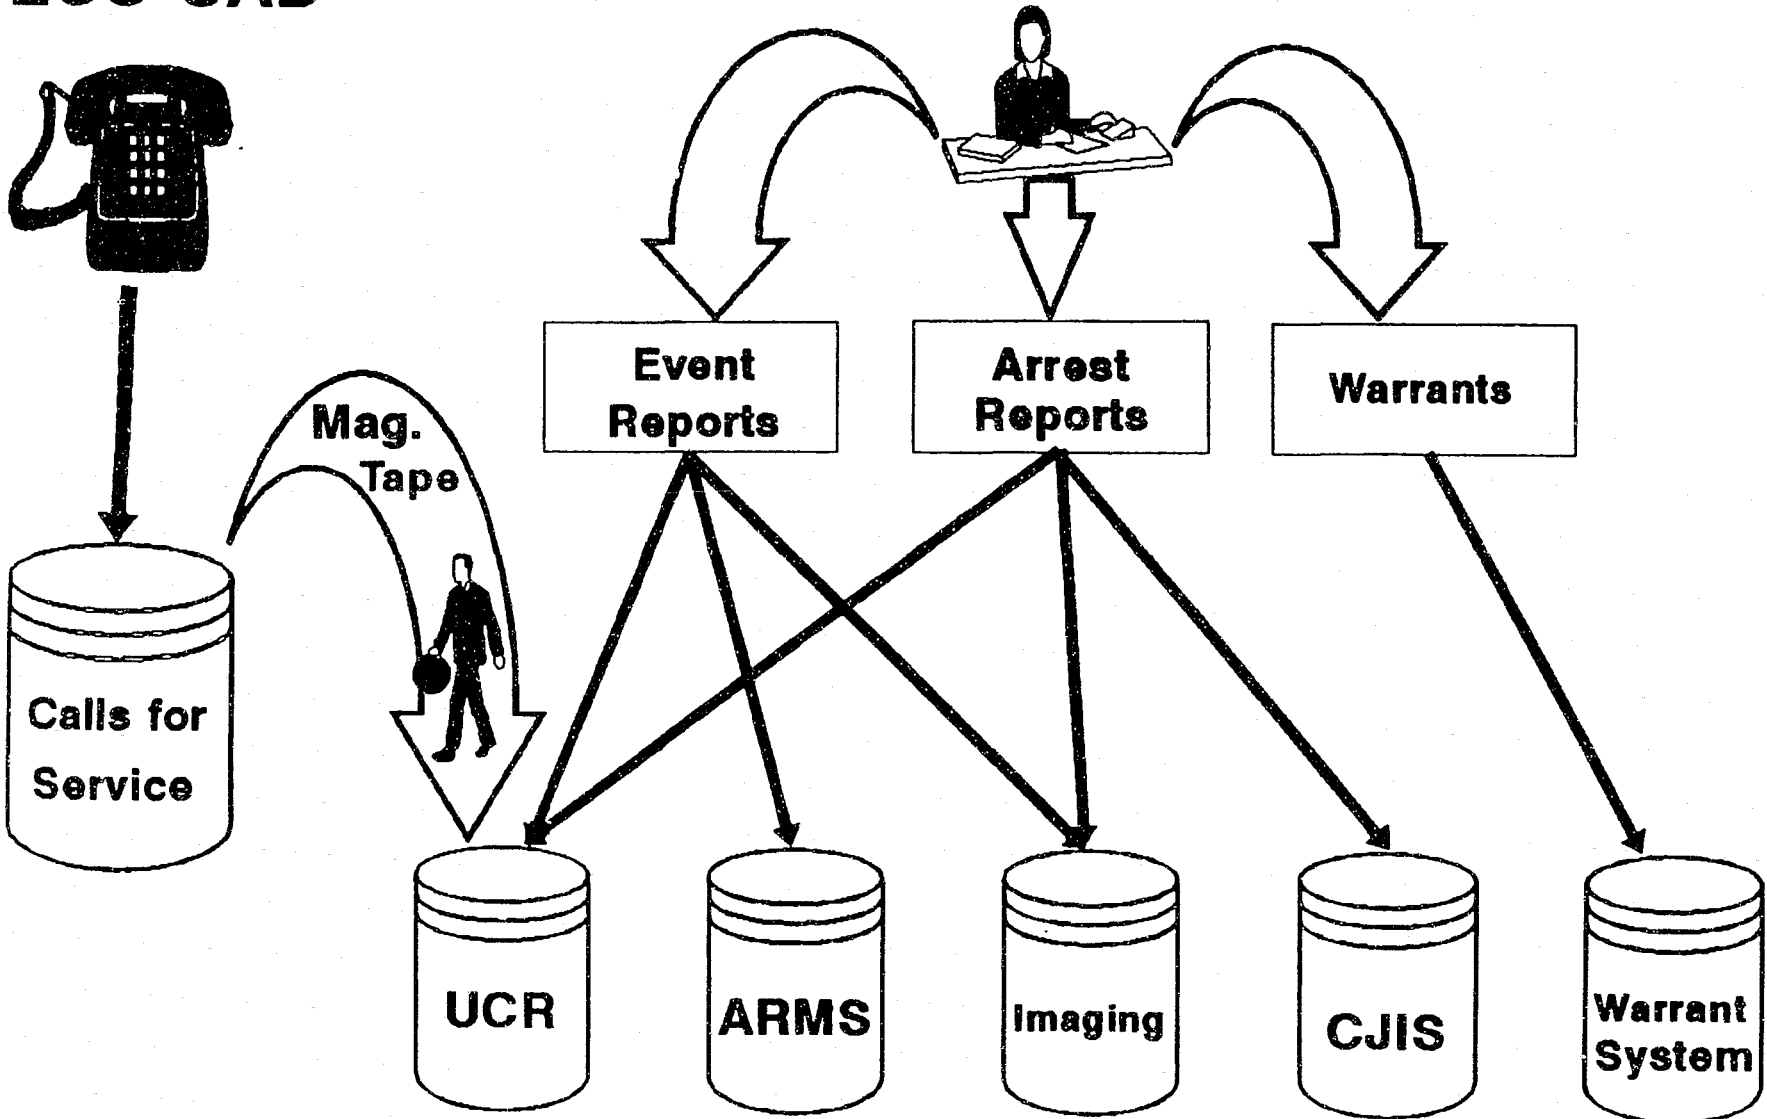 Event
Reports
Arrest
Reports
Warrants
Mag.
Tape
Calls for
Service
UCR
ARMS
Imaging
CJIS
Warrant
System